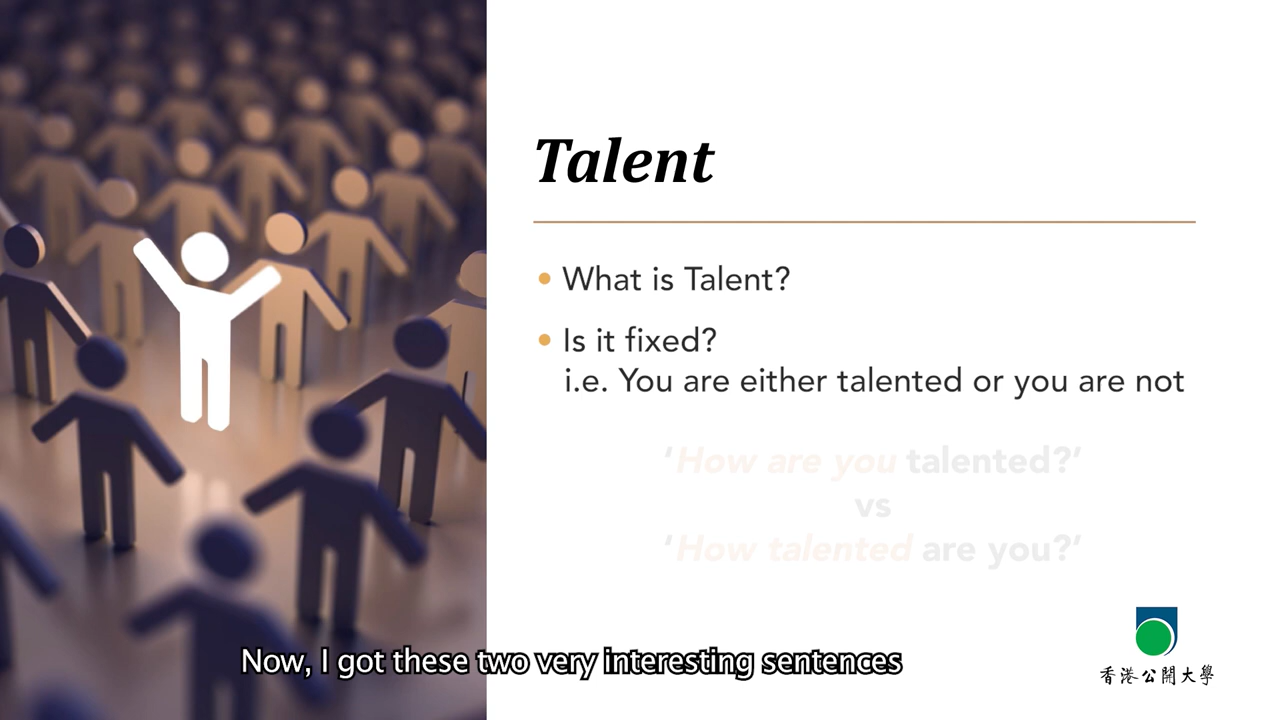 Talent
• What is Talent?
• Is it fixed?
i.e. You are either talented or you are not
‘How are you talented?’
vs
‘How talented are you?’
Now, I got these two very interesting sentences
香港公開大學